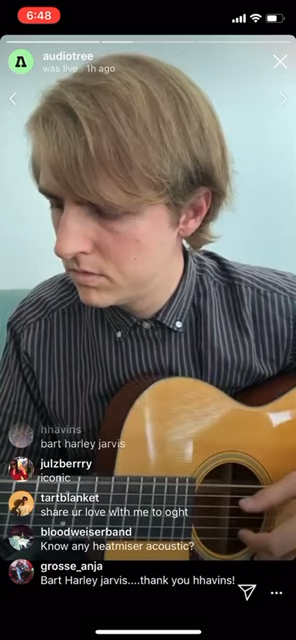 6:48
audiotree
was live · 1h ago
hhavins
bart harley jarvis
julzberrry
iconic
tartblanket
share ur love with me to oght
bloodweiserband
Know any heatmiser acoustic?
grosse_anja
Bart Harley jarvis....thank you hhavins!